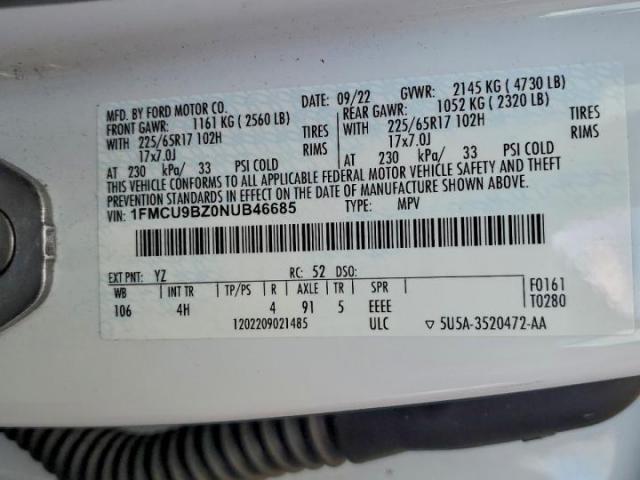 MFD. BY FORD MOTOR CO. DATE: 09/22 GVWR: 2145 KG ( 4730 LB)
FRONT GAWR: 1161 KG ( 2560 LB) REAR GAWR: 1052 KG ( 2320 LB)
WITH 225/65R17 102H TIRES WITH 225/65R17 102H TIRES
17x7.0J RIMS 17x7.0J RIMS
AT 230 kPa/ 33 PSI COLD AT 230 kPa/ 33 PSI COLD
THIS VEHICLE CONFORMS TO ALL APPLICABLE FEDERAL MOTOR VEHICLE SAFETY AND THEFT
PREVENTION STANDARDS IN EFFECT ON THE DATE OF MANUFACTURE SHOWN ABOVE.
VIN: 1FMCU9BZ0NUB46685 TYPE: MPV
EXT PNT: YZ RC: 52 DSO: F0161
WB INT TR TP/PS R AXLE TR SPR T0280
106 4H 4 91 5 EEEE
1202209021485 ULC ▽ 5U5A-3520472-AA